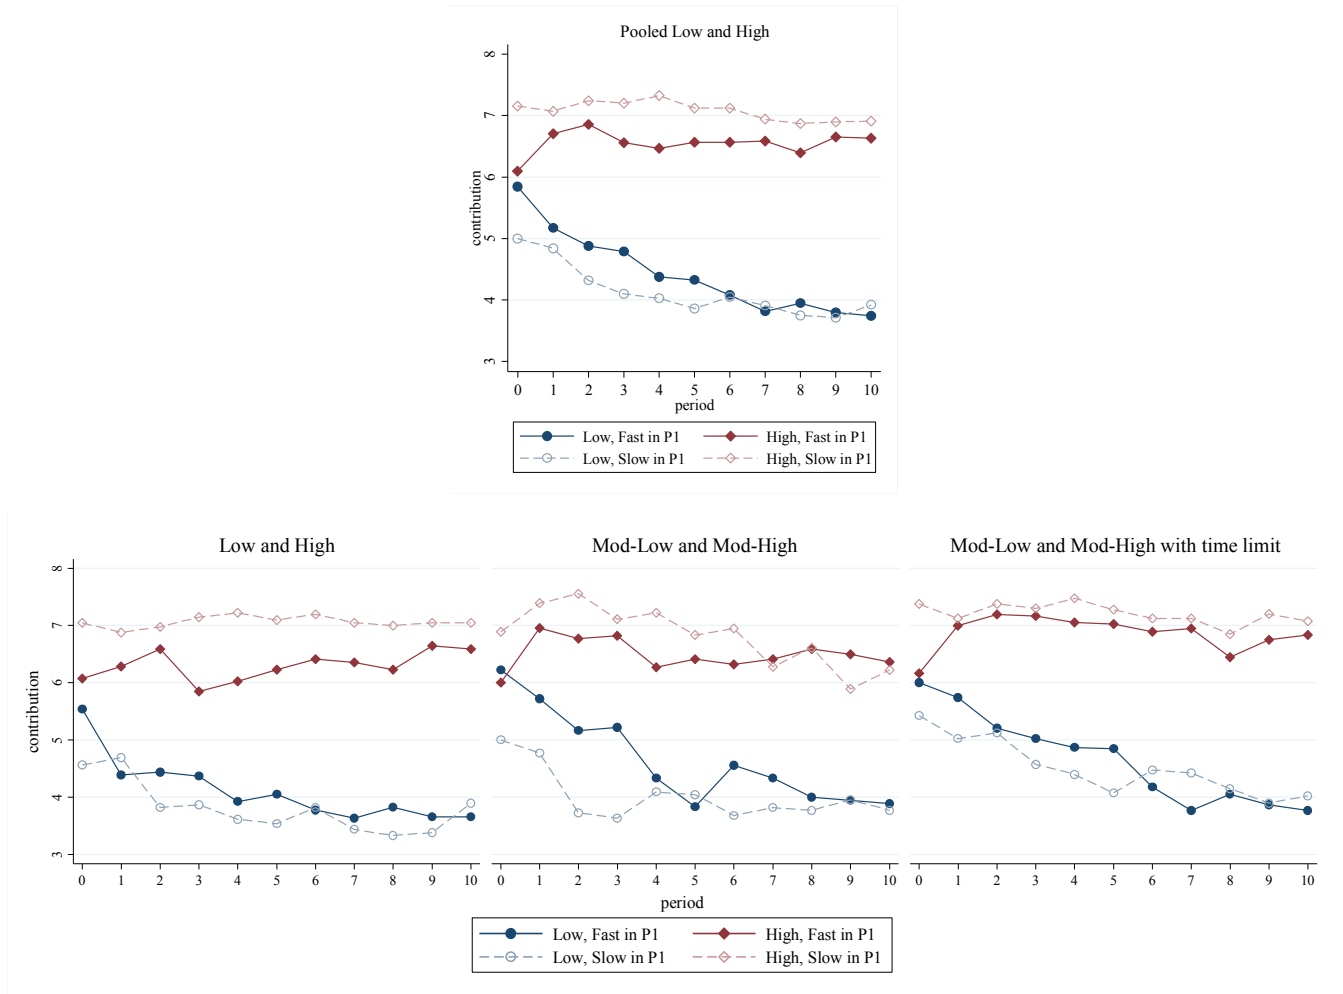 Pooled Low and High
contribution
8
7
6
5
4
3
0 1 2 3 4 5 6 7 8 9 10
period
Low, Fast in P1 High, Fast in P1
Low, Slow in P1 High, Slow in P1
Low and High Mod-Low and Mod-High Mod-Low and Mod-High with time limit
contribution
8
7
6
5
4
3
0 1 2 3 4 5 6 7 8 9 10 0 1 2 3 4 5 6 7 8 9 10 0 1 2 3 4 5 6 7 8 9 10
period
Low, Fast in P1 High, Fast in P1
Low, Slow in P1 High, Slow in P1